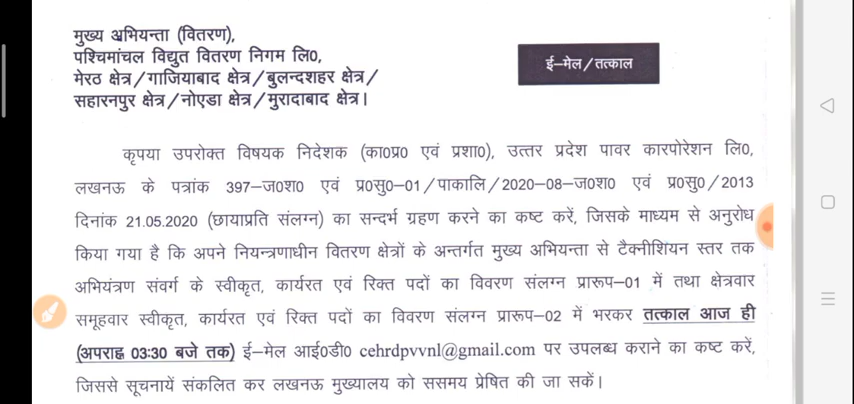 मुख्य अभियन्ता (वितरण),
पश्चिमांचल विद्युत वितरण निगम लि0,
ई–मेल/तत्काल
मेरठ क्षेत्र/गाजियाबाद क्षेत्र/बुलन्दशहर क्षेत्र/
सहारनपुर क्षेत्र/नोएडा क्षेत्र/मुरादाबाद क्षेत्र।
कृपया उपरोक्त विषयक निदेशक (का0प्र0 एवं प्रशा0), उत्तर प्रदेश पावर कारपोरेशन लि0,
लखनऊ के पत्रांक 397–ज0श0 एवं प्र0सु0–01/पाकालि/2020–08–ज0श0 एवं प्र0सु0/2013
दिनांक 21.05.2020 (छायाप्रति संलग्न) का सन्दर्भ ग्रहण करने का कष्ट करें, जिसके माध्यम से अनुरोध
किया गया है कि अपने नियन्त्रणाधीन वितरण क्षेत्रों के अन्तर्गत मुख्य अभियन्ता से टैक्नीशियन स्तर तक
अभियंत्रण संवर्ग के स्वीकृत, कार्यरत एवं रिक्त पदों का विवरण संलग्न प्रारूप–01 में तथा क्षेत्रवार
समूहवार स्वीकृत, कार्यरत एवं रिक्त पदों का विवरण संलग्न प्रारूप–02 में भरकर तत्काल आज ही
(अपराह्न 03:30 बजे तक) ई–मेल आई0डी0 cehrdpvvnl@gmail.com पर उपलब्ध कराने का कष्ट करें,
जिससे सूचनायें संकलित कर लखनऊ मुख्यालय को ससमय प्रेषित की जा सकें।